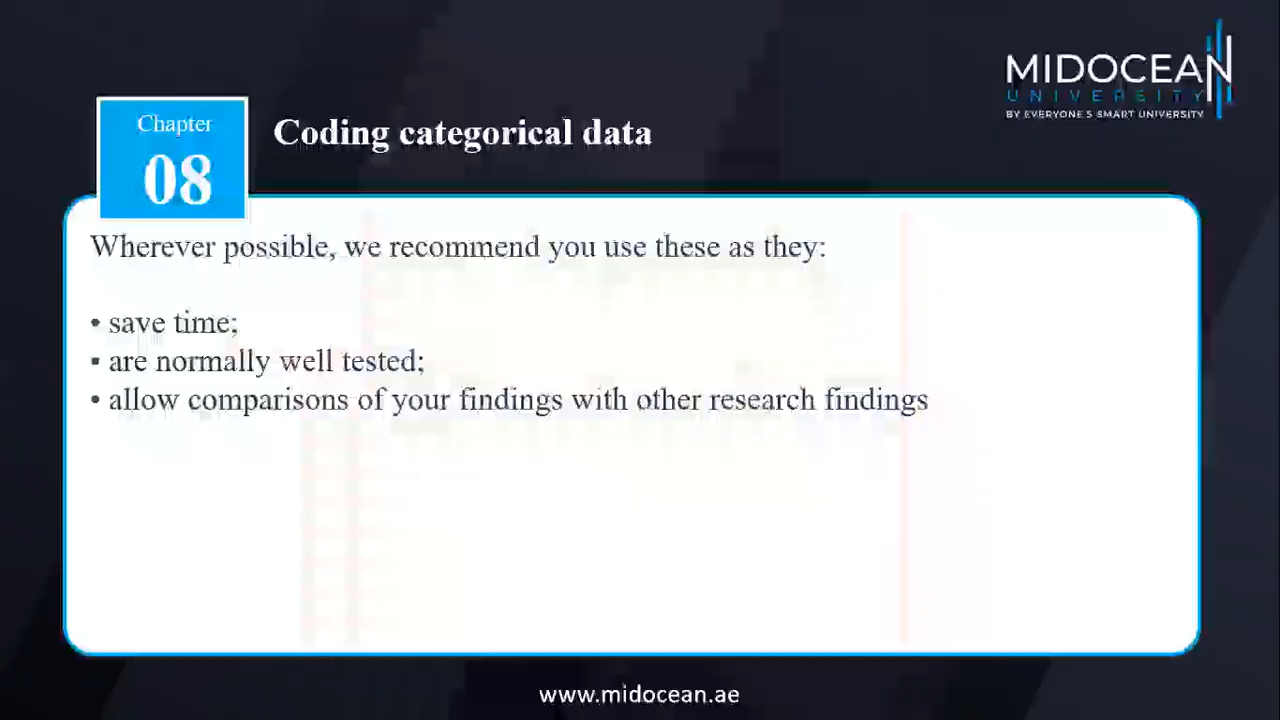 MIDOCEAN
UNIVERSITY
BY EVERYONE'S SMART UNIVERSITY
Chapter
08
Coding categorical data
Wherever possible, we recommend you use these as they:
• save time;
• are normally well tested;
• allow comparisons of your findings with other research findings
www.midocean.ae